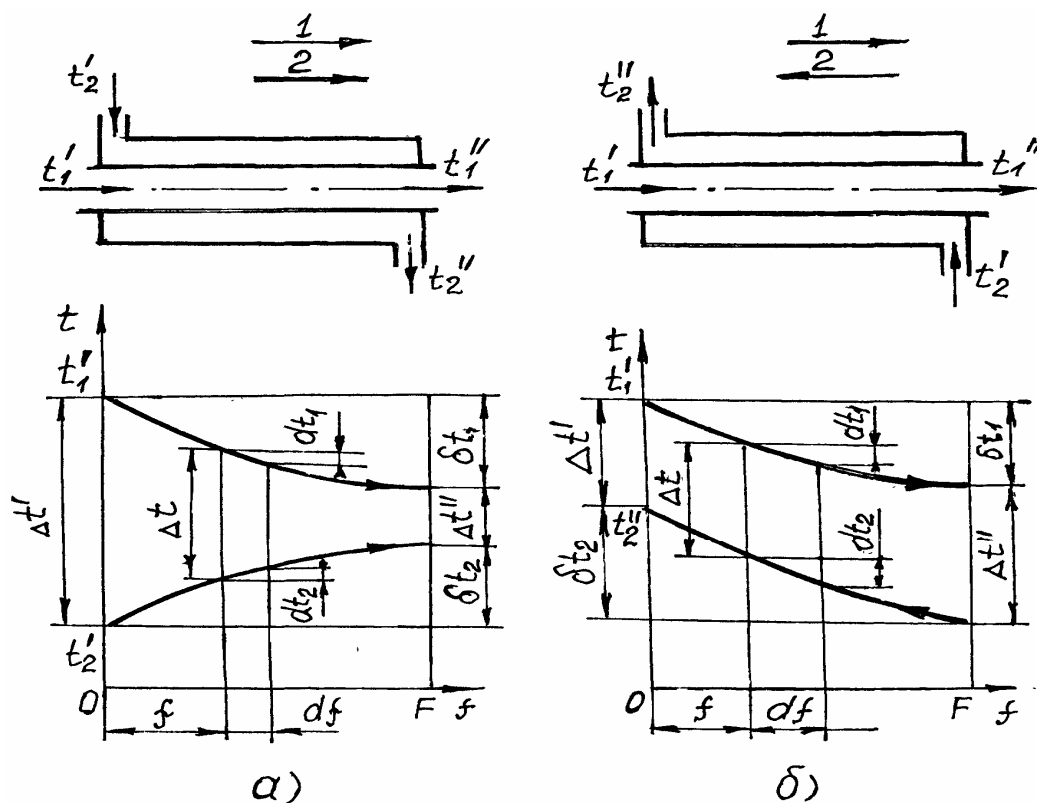 1
2
t₂′
t₁′
t₁″
t₂″
t
t₁′
dt₁
δt₁
Δt′
Δt
Δt″
dt₂
δt₂
t₂′
0
F
f
f
df
а)
1
2
t₂″
t₁′
t₁″
t₂′
t
t₁′
dt₁
δt₁
Δt′
Δt
t₂″
dt₂
δt₂
Δt″
0
F
f
f
df
б)